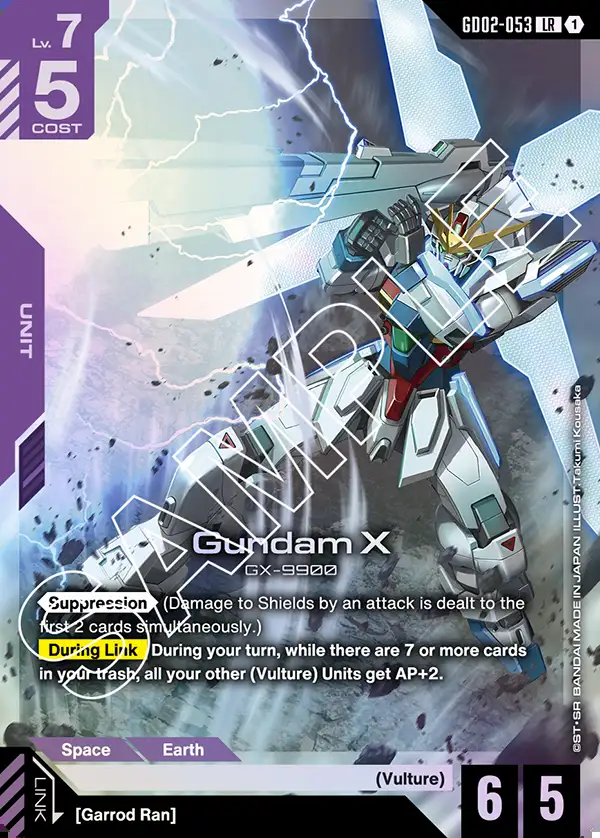 Lv. 7
5
COST
GD02-053 LR 1
UNIT
SAMPLE
Gundam X
GX-9900
Suppression (Damage to Shields by an attack is dealt to the
first 2 cards simultaneously.)
During Link During your turn, while there are 7 or more cards
in your trash, all your other (Vulture) Units get AP+2.
Space Earth
(Vulture)
LINK
[Garrod Ran]
6 5
©ST・SR BANDAI MADE IN JAPAN ILLUST.Takumi Kousaka